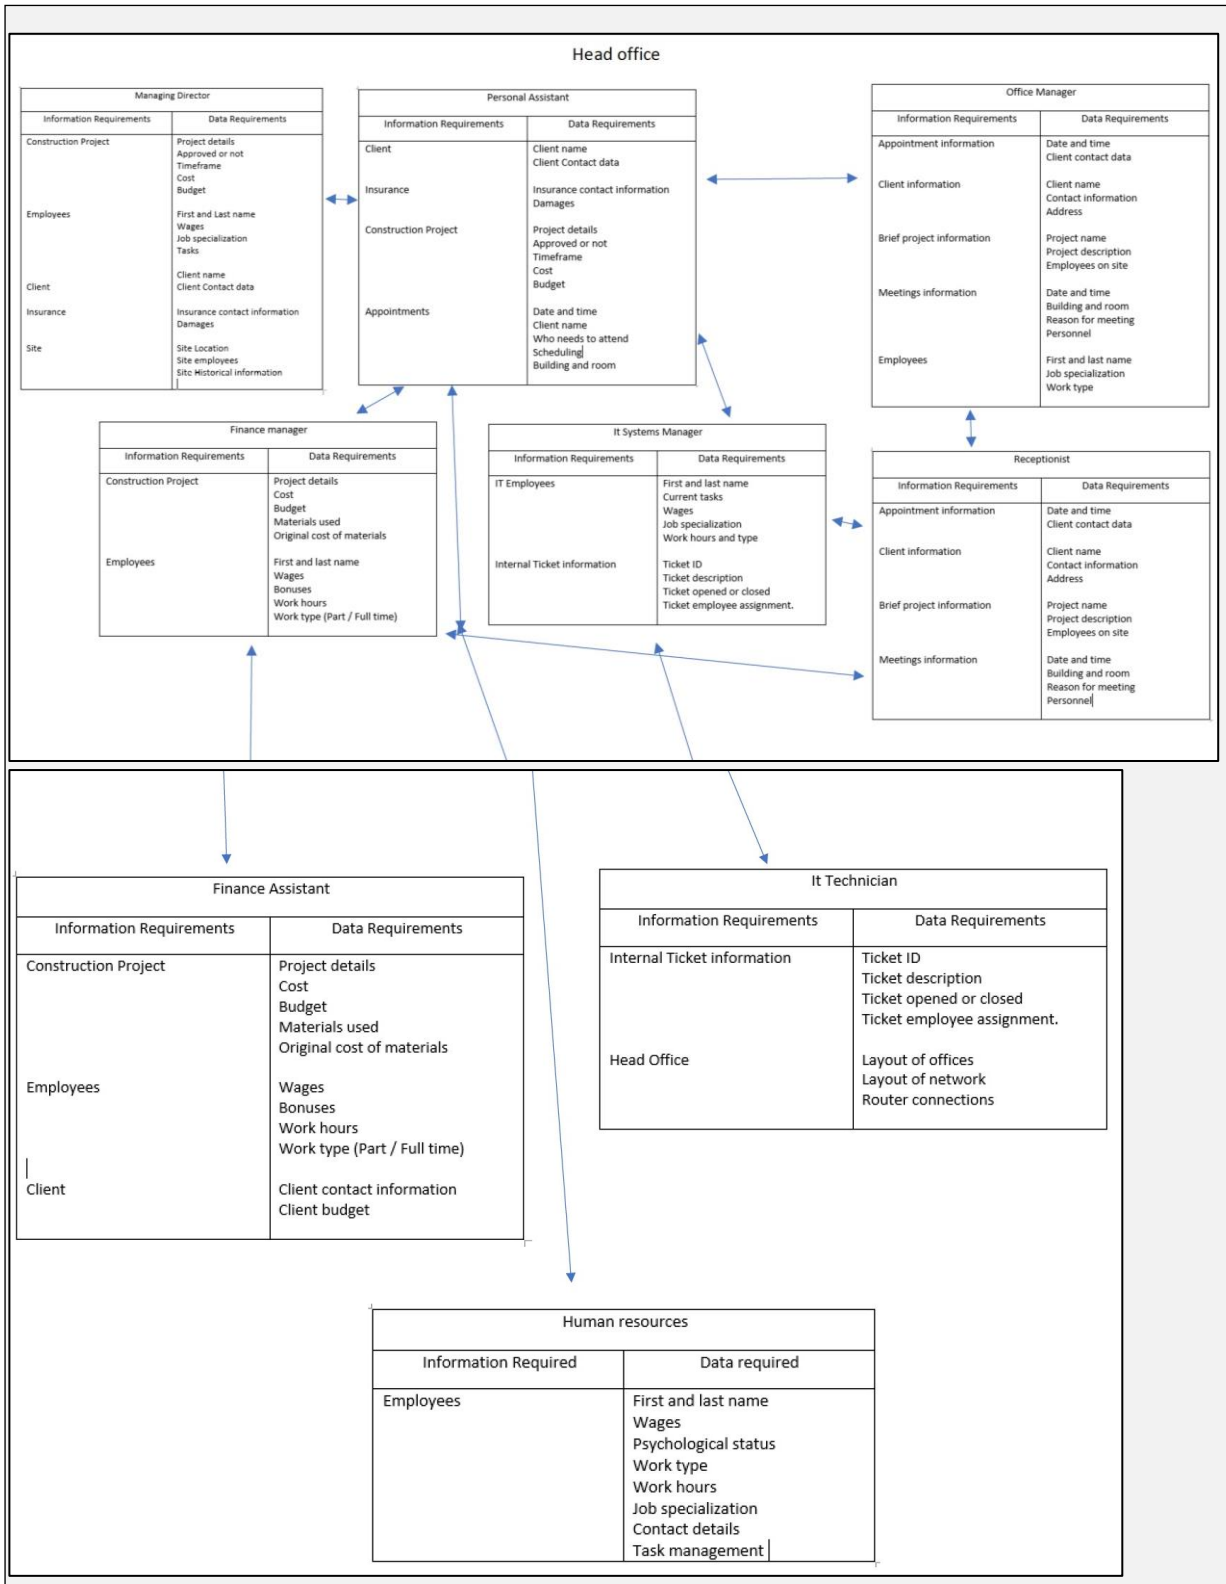 Head office
Managing Director
Information Requirements Data Requirements
Construction Project Project details
Approved or not
Timeframe
Cost
Budget
Employees First and Last name
Wages
Job specialization
Tasks
Client name
Client Client Contact data
Insurance Insurance contact information
Damages
Site Site Location
Site employees
Site Historical information
Personal Assistant
Information Requirements Data Requirements
Client Client name
Client Contact data
Insurance Insurance contact information
Damages
Construction Project Project details
Approved or not
Timeframe
Cost
Budget
Appointments Date and time
Client name
Who needs to attend
Scheduling
Building and room
Office Manager
Information Requirements Data Requirements
Appointment information Date and time
Client contact data
Client information Client name
Contact information
Address
Brief project information Project name
Project description
Employees on site
Meetings information Date and time
Building and room
Reason for meeting
Personnel
Employees First and last name
Job specialization
Work type
Finance manager
Information Requirements Data Requirements
Construction Project Project details
Cost
Budget
Materials used
Original cost of materials
Employees First and last name
Wages
Bonuses
Work hours
Work type (Part / Full time)
It Systems Manager
Information Requirements Data Requirements
IT Employees First and last name
Current tasks
Wages
Job specialization
Work hours and type
Internal Ticket information Ticket ID
Ticket description
Ticket opened or closed
Ticket employee assignment.
Receptionist
Information Requirements Data Requirements
Appointment information Date and time
Client contact data
Client information Client name
Contact information
Address
Brief project information Project name
Project description
Employees on site
Meetings information Date and time
Building and room
Reason for meeting
Personnel
Finance Assistant
Information Requirements Data Requirements
Construction Project Project details
Cost
Budget
Materials used
Original cost of materials
Employees Wages
Bonuses
Work hours
Work type (Part / Full time)
Client Client contact information
Client budget
It Technician
Information Requirements Data Requirements
Internal Ticket information Ticket ID
Ticket description
Ticket opened or closed
Ticket employee assignment.
Head Office Layout of offices
Layout of network
Router connections
Human resources
Information Required Data required
Employees First and last name
Wages
Psychological status
Work type
Work hours
Job specialization
Contact details
Task management